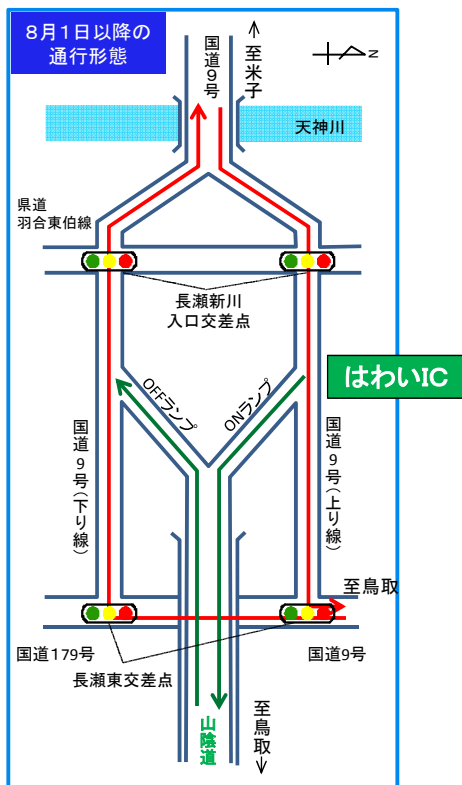 8月1日以降の
通行形態
国道9号
至米子
N
天神川
県道
羽合東伯線
長瀬新川
入口交差点
はわいIC
OFFランプ
ONランプ
国道9号(下り線)
国道9号(上り線)
至鳥取
国道179号
国道9号
長瀬東交差点
山陰道
至鳥取